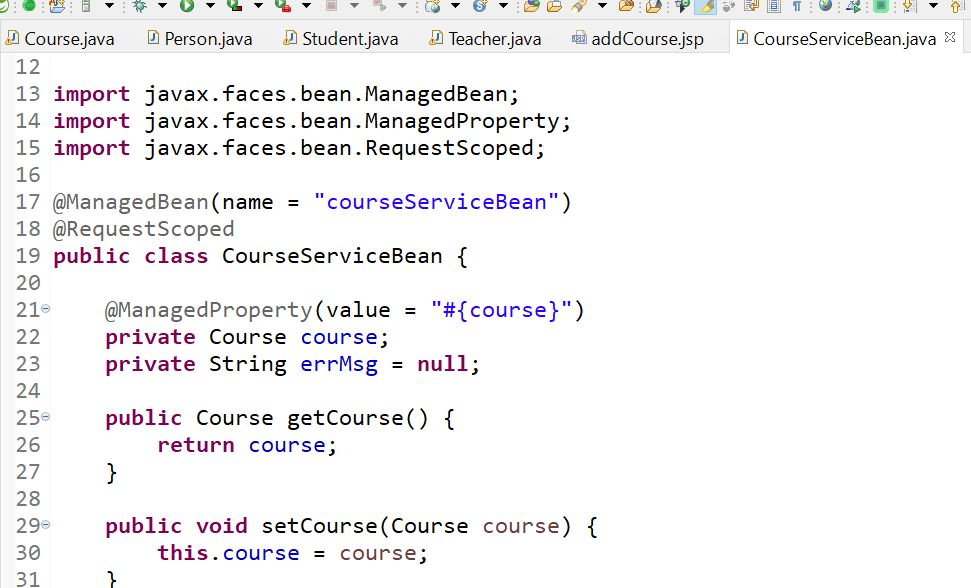 Course.java Person.java Student.java Teacher.java addCourse.jsp CourseServiceBean.java
12
13 import javax.faces.bean.ManagedBean;
14 import javax.faces.bean.ManagedProperty;
15 import javax.faces.bean.RequestScoped;
16
17 @ManagedBean(name = "courseServiceBean")
18 @RequestScoped
19 public class CourseServiceBean {
20
21 @ManagedProperty(value = "#{course}")
22 private Course course;
23 private String errMsg = null;
24
25 public Course getCourse() {
26 return course;
27 }
28
29 public void setCourse(Course course) {
30 this.course = course;
31 }